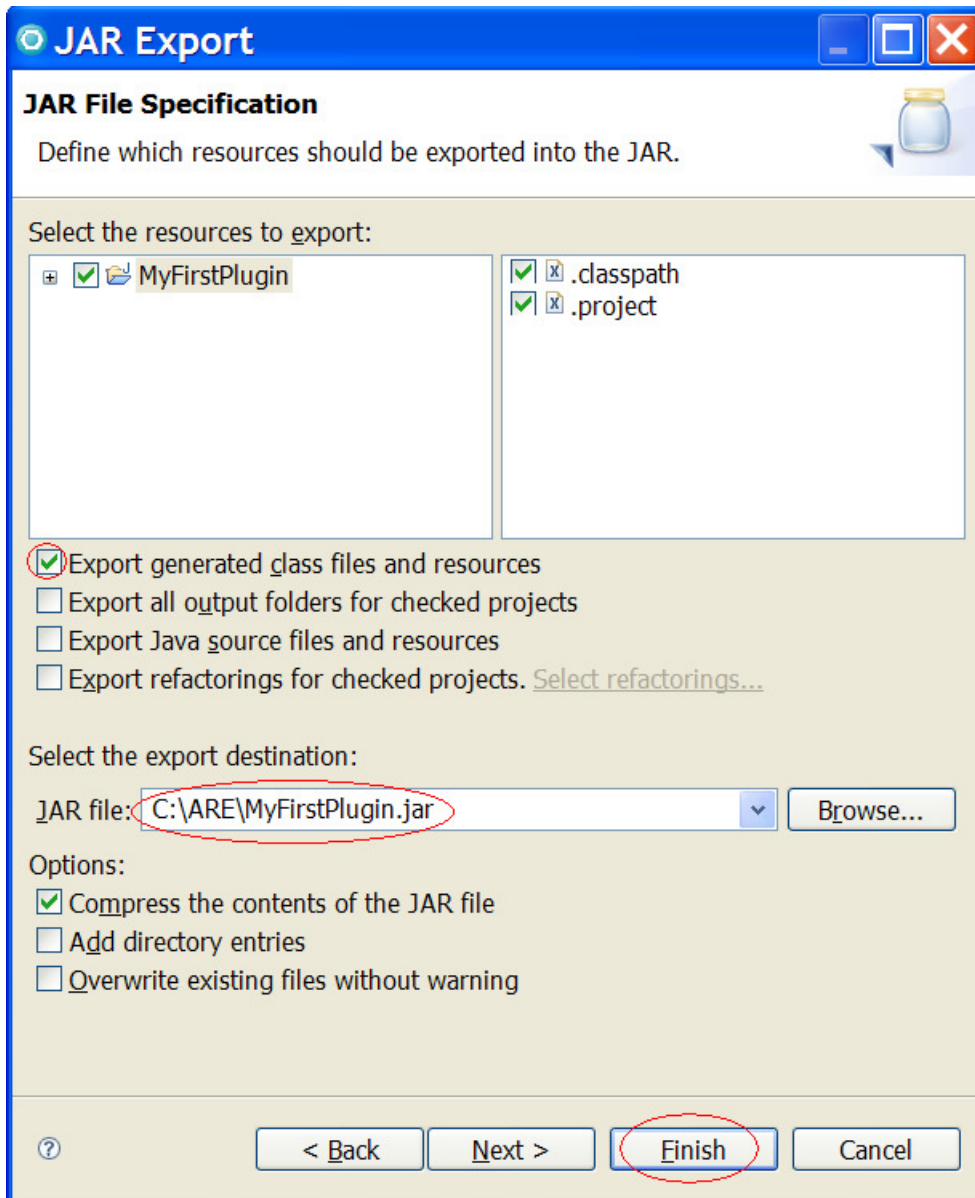 JAR Export
JAR File Specification
Define which resources should be exported into the JAR.
Select the resources to export:
MyFirstPlugin
.classpath
.project
Export generated class files and resources
Export all output folders for checked projects
Export Java source files and resources
Export refactorings for checked projects. Select refactorings...
Select the export destination:
JAR file: C:\ARE\MyFirstPlugin.jar Browse...
Options:
Compress the contents of the JAR file
Add directory entries
Overwrite existing files without warning
? < Back Next > Finish Cancel